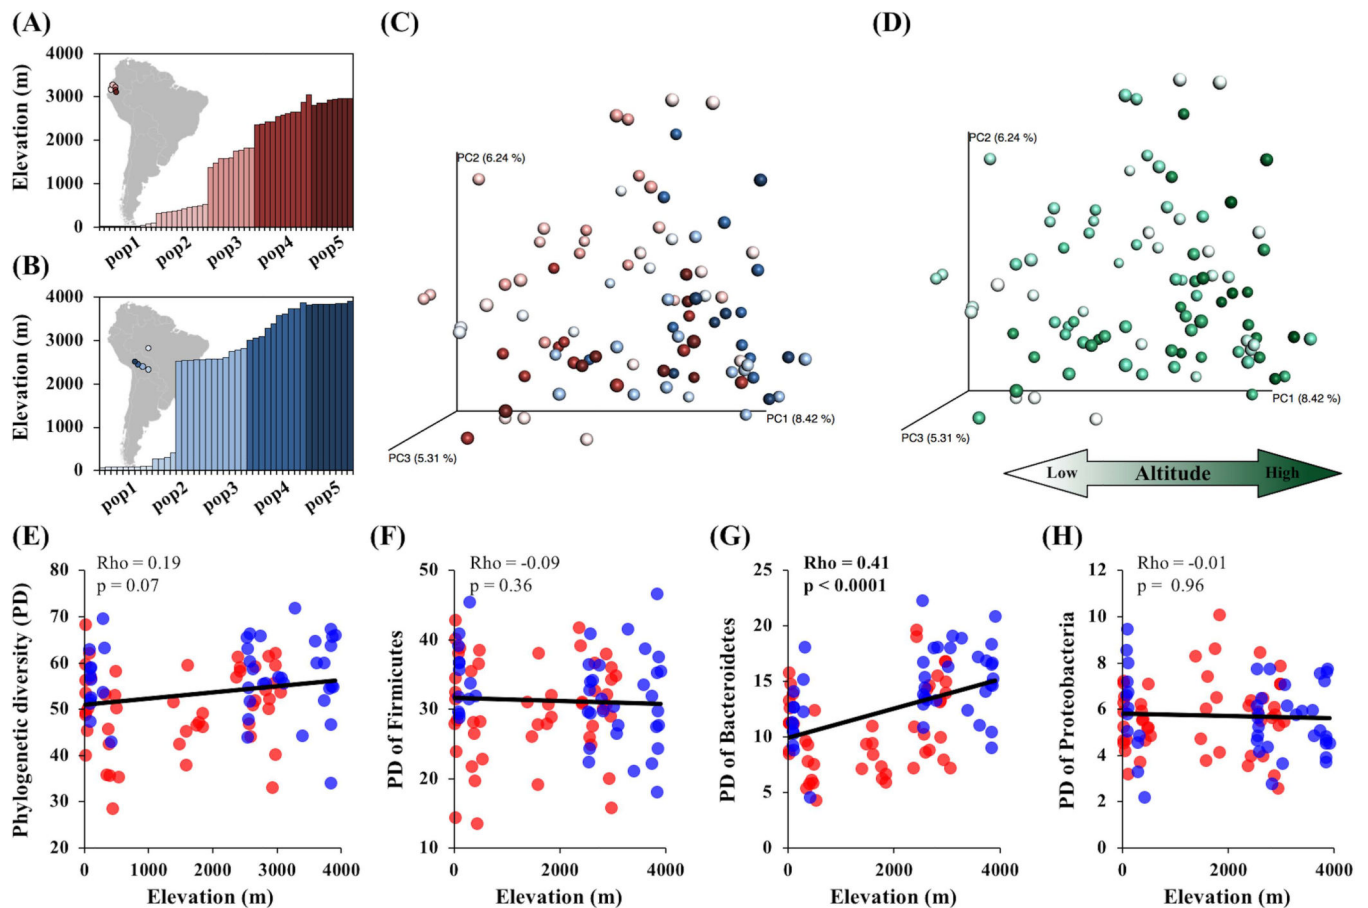 (A)
Elevation (m)
4000
3000
2000
1000
0
pop1
pop2
pop3
pop4
pop5
(B)
Elevation (m)
4000
3000
2000
1000
0
pop1
pop2
pop3
pop4
pop5
(C)
PC2 (6.24 %)
PC1 (8.42 %)
PC3 (5.31 %)
(D)
PC2 (6.24 %)
PC1 (8.42 %)
PC3 (5.31 %)
Low Altitude High
(E)
Rho = 0.19
p = 0.07
Phylogenetic diversity (PD)
80
70
60
50
40
30
20
0 1000 2000 3000 4000
Elevation (m)
(F)
Rho = -0.09
p = 0.36
PD of Firmicutes
50
40
30
20
10
0 2000 4000
Elevation (m)
(G)
Rho = 0.41
p < 0.0001
PD of Bacteroidetes
25
20
15
10
5
0
0 2000 4000
Elevation (m)
(H)
Rho = -0.01
p = 0.96
PD of Proteobacteria
12
10
8
6
4
2
0
0 2000 4000
Elevation (m)